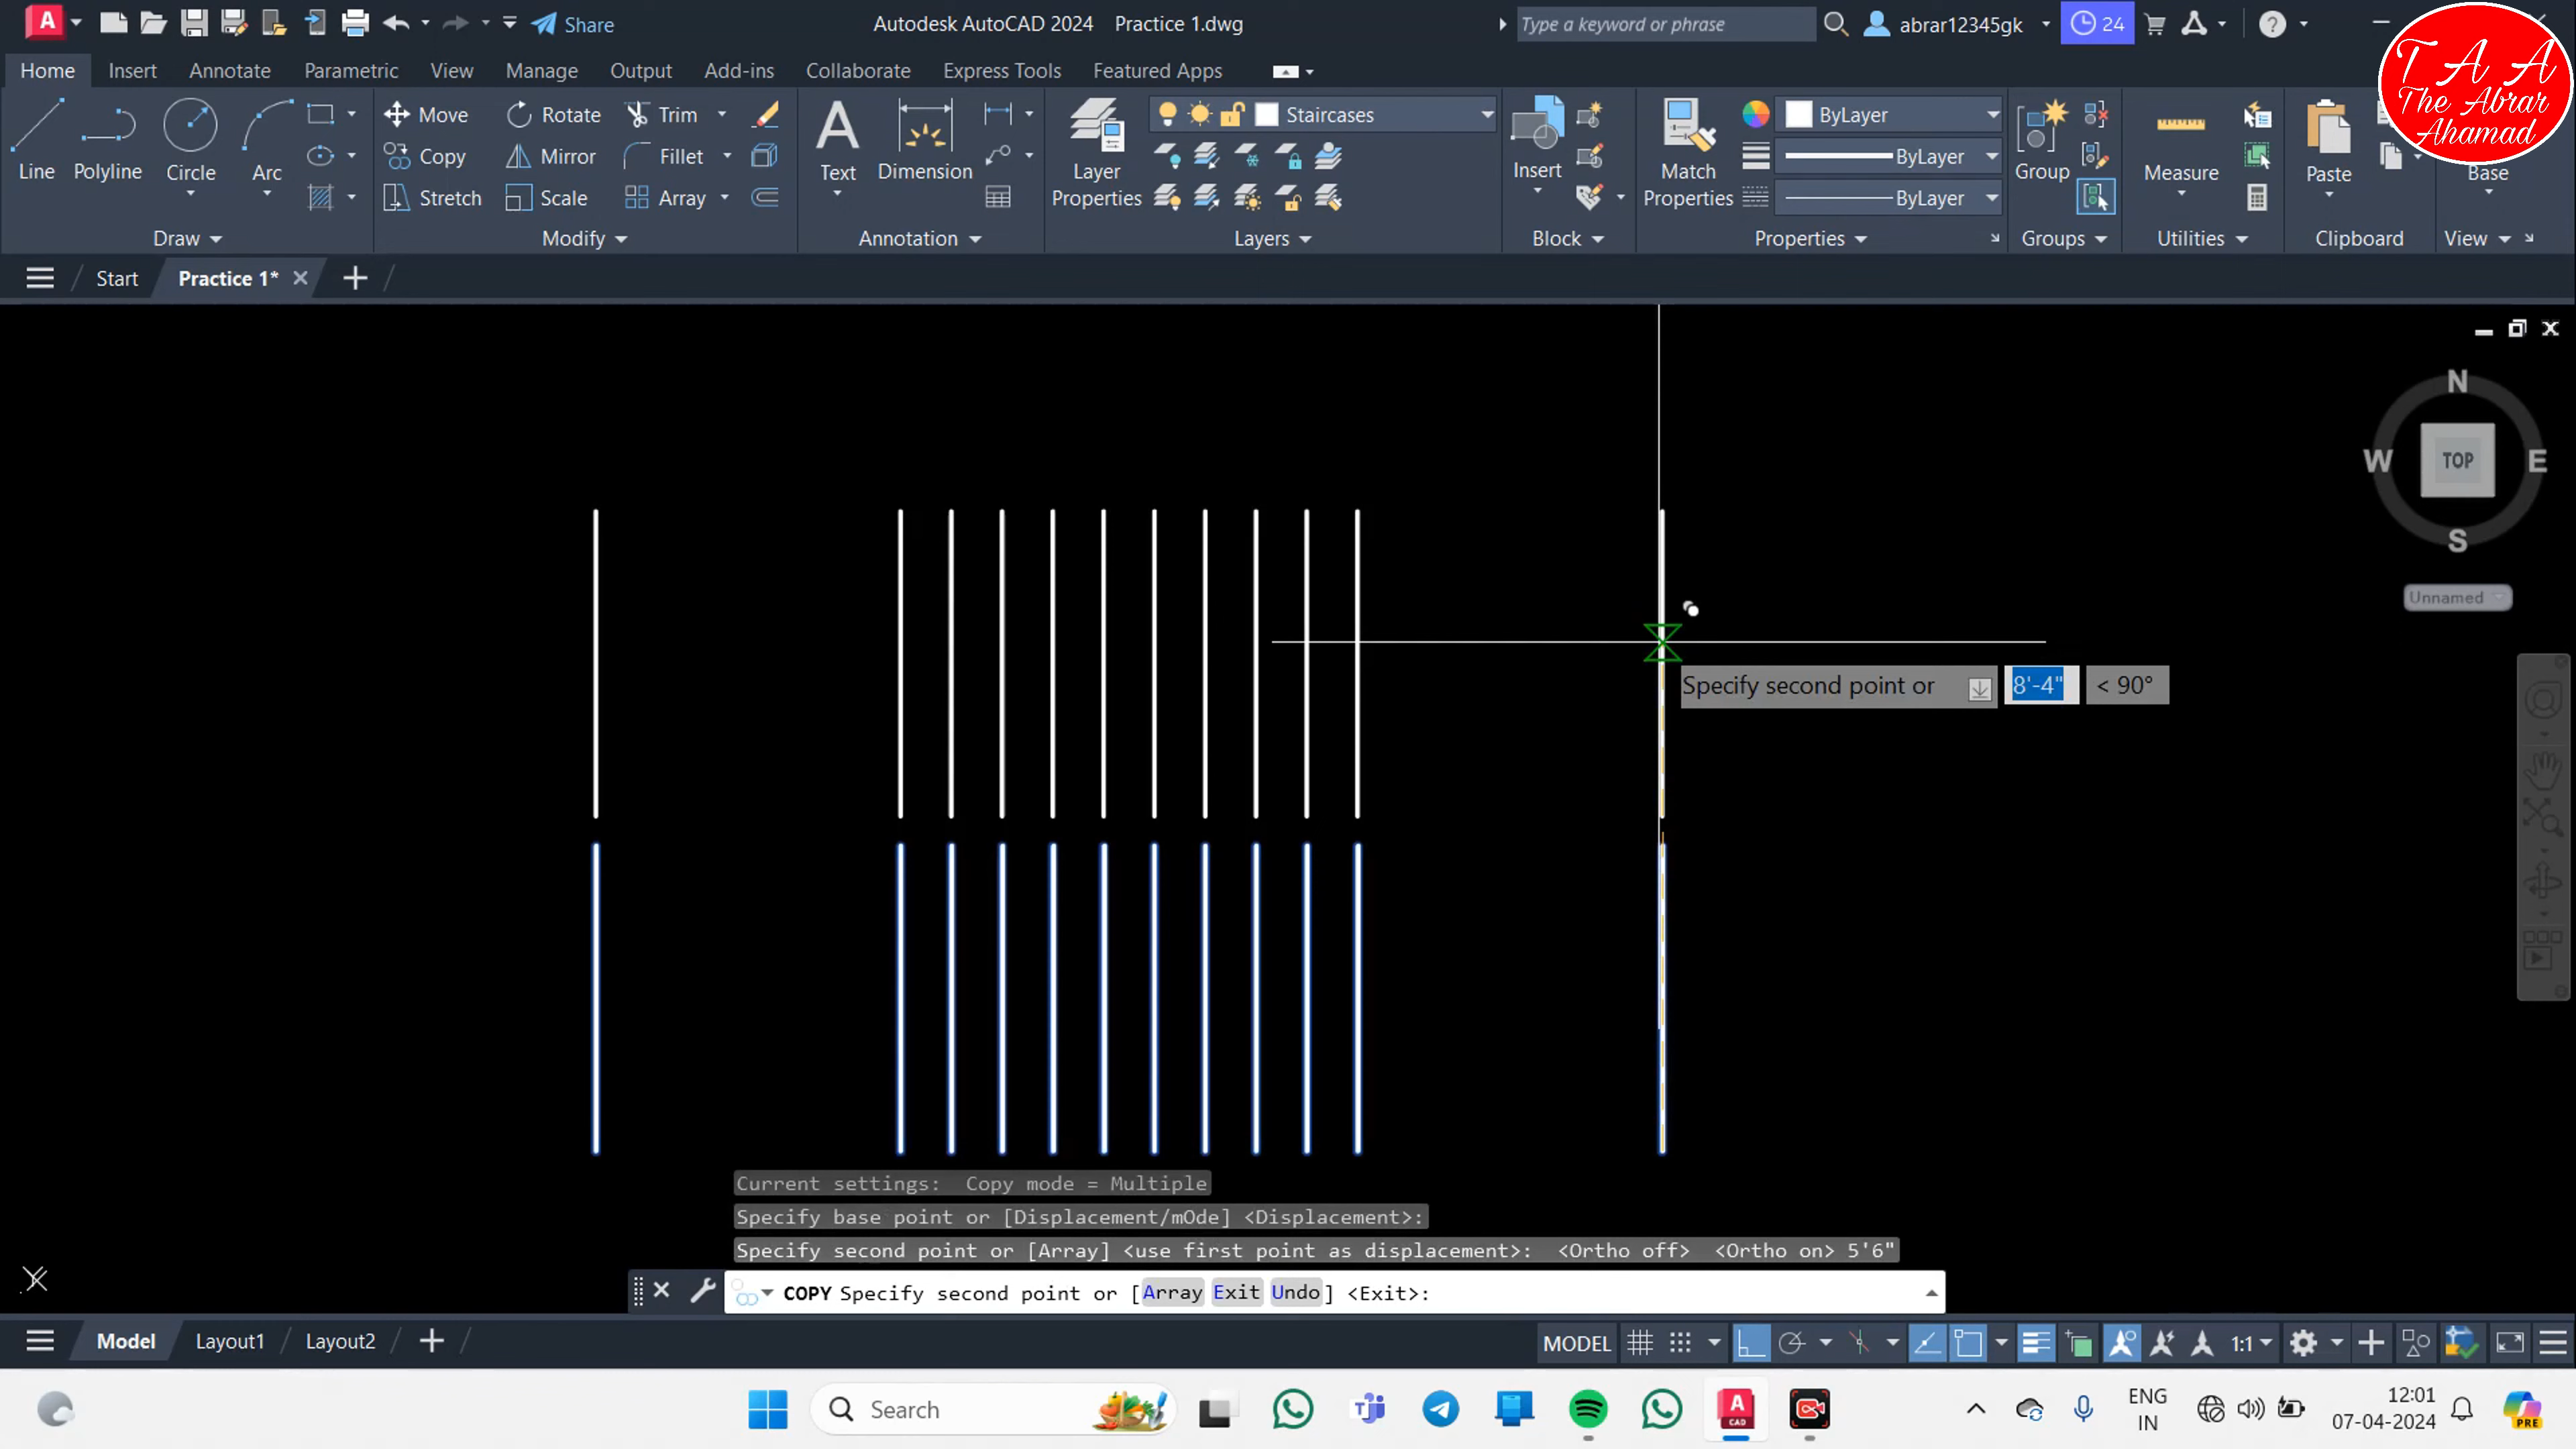 Share
Autodesk AutoCAD 2024 Practice 1.dwg
Type a keyword or phrase
abrar12345gk
24
T A A
The Abrar
Ahamad
Home Insert Annotate Parametric View Manage Output Add-ins Collaborate Express Tools Featured Apps
Line Polyline Circle Arc
Move Rotate Trim
Copy Mirror Fillet
Stretch Scale Array
Text Dimension
Layer Properties
Staircases
Insert
Match Properties
ByLayer
ByLayer
ByLayer
Group
Measure
Paste
Base
Draw Modify Annotation Layers Block Properties Groups Utilities Clipboard View
Start Practice 1*
N
W TOP E
S
Unnamed
Specify second point or 8'-4" < 90°
Current settings: Copy mode = Multiple
Specify base point or [Displacement/mOde] <Displacement>:
Specify second point or [Array] <use first point as displacement>: <Ortho off> <Ortho on> 5'6"
COPY Specify second point or [Array Exit Undo] <Exit>:
Model Layout1 Layout2
MODEL 1:1
Search
ENG
IN
12:01
07-04-2024
PRE
A
CAD